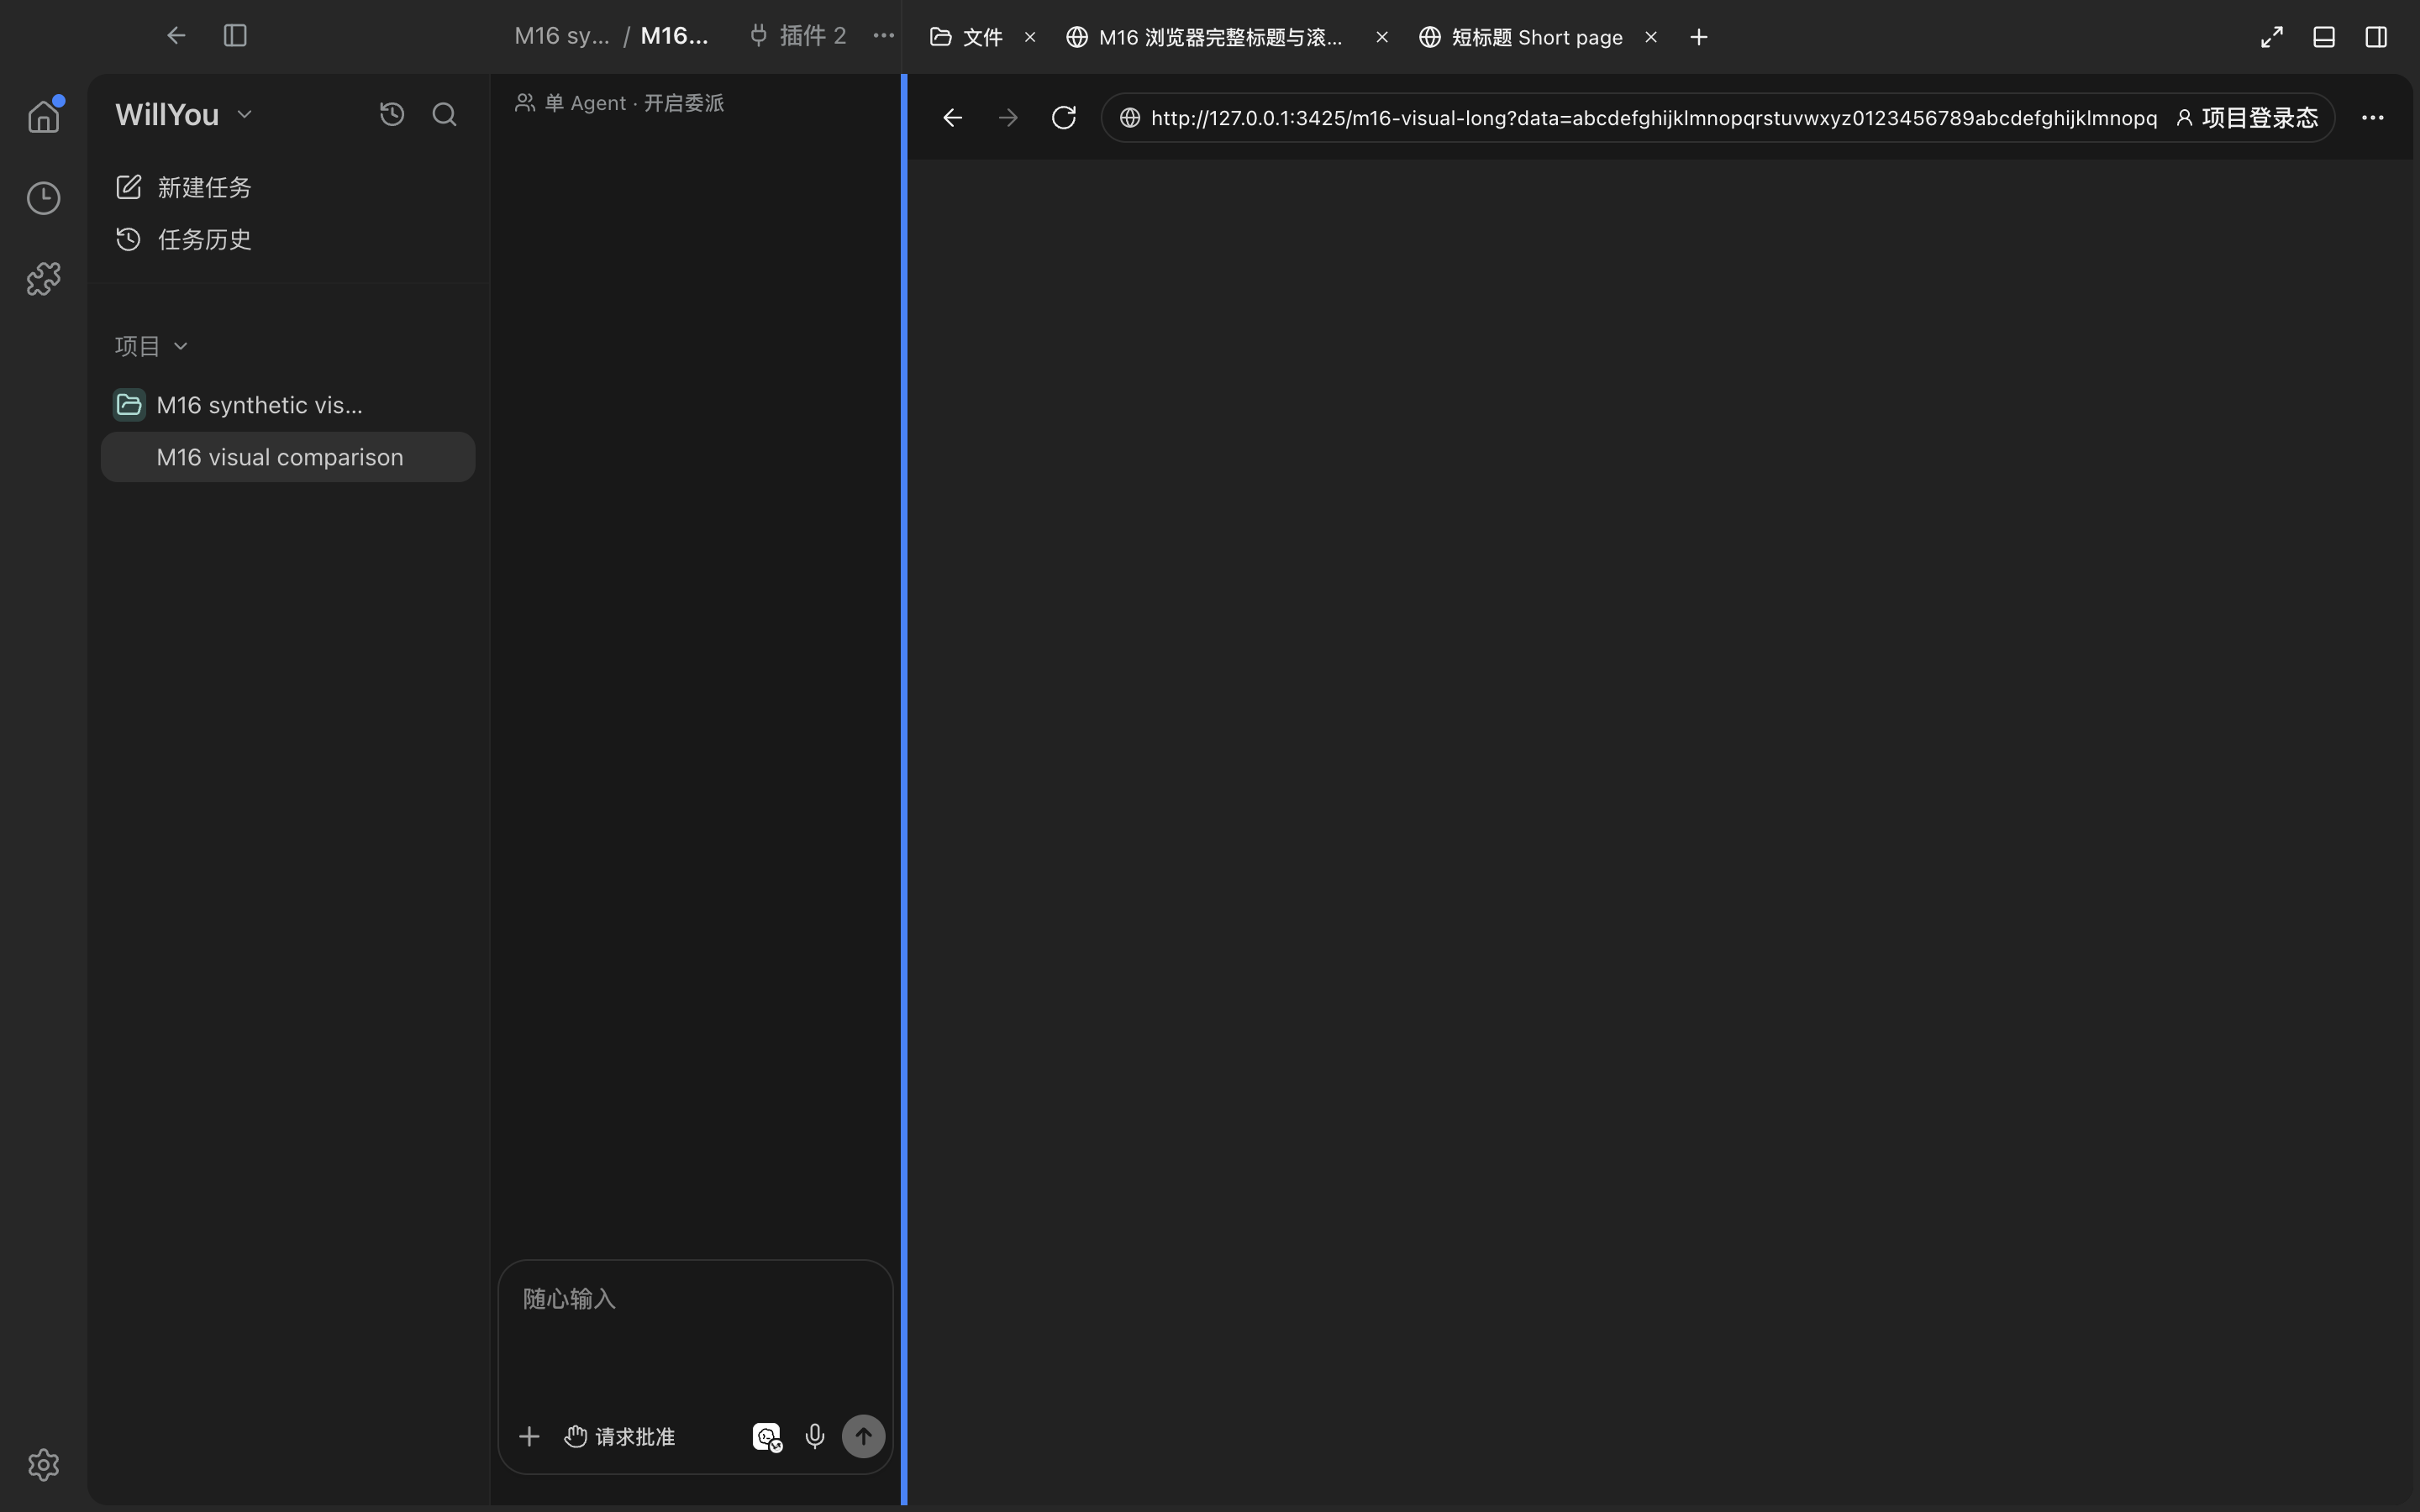 M16 sy... / M16...
插件 2
文件
M16 浏览器完整标题与滚...
短标题 Short page
WillYou
新建任务
任务历史
项目
M16 synthetic vis...
M16 visual comparison
单 Agent · 开启委派
随心输入
请求批准
http://127.0.0.1:3425/m16-visual-long?data=abcdefghijklmnopqrstuvwxyz0123456789abcdefghijklmnopq
项目登录态